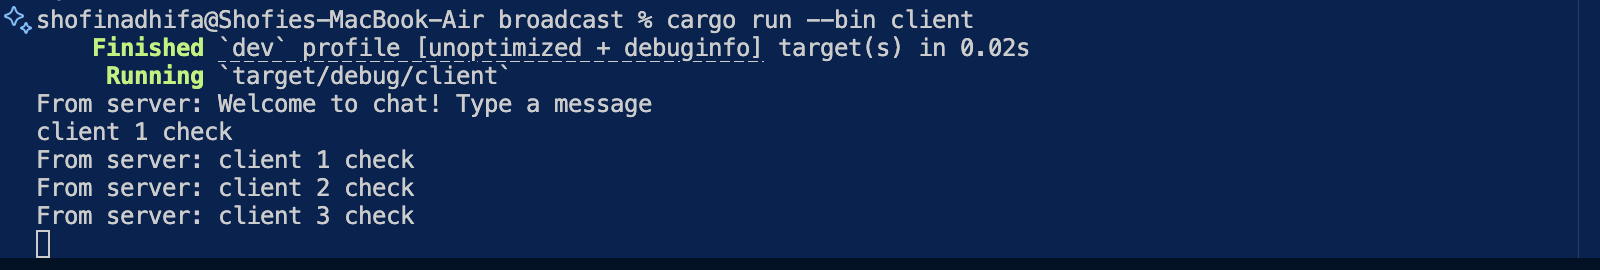 shofinadhifa@Shofies-MacBook-Air broadcast % cargo run --bin client
Finished `dev` profile [unoptimized + debuginfo] target(s) in 0.02s
Running `target/debug/client`
From server: Welcome to chat! Type a message
client 1 check
From server: client 1 check
From server: client 2 check
From server: client 3 check